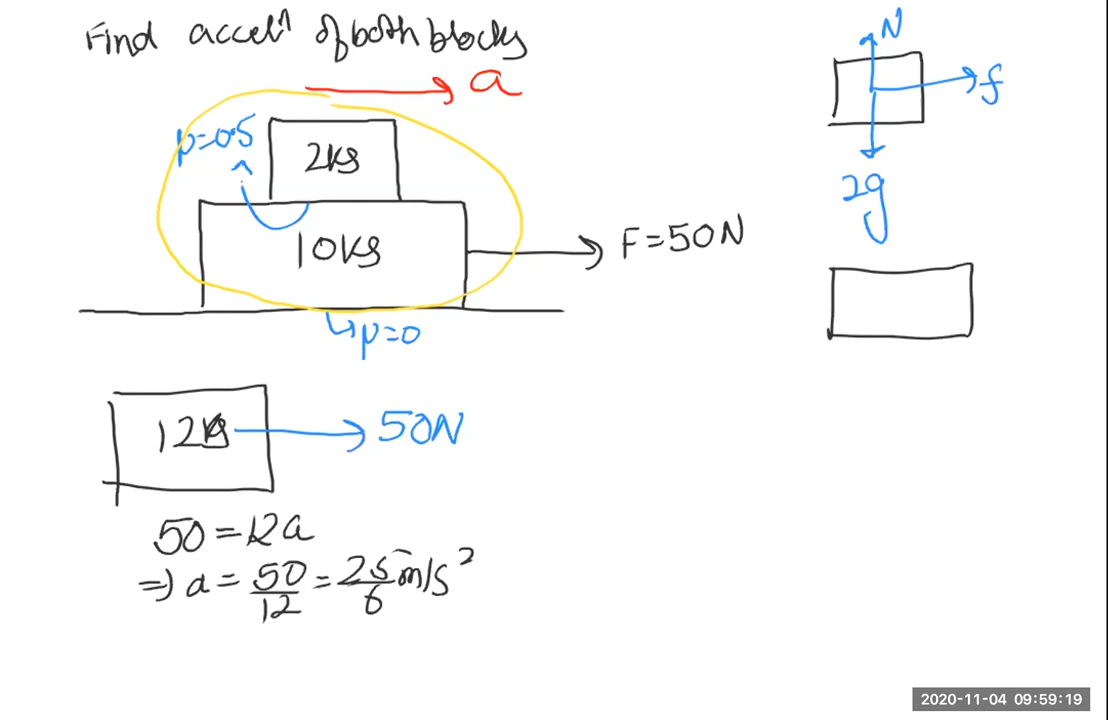 Find accelⁿ of both blocks
a
μ=0.5
2kg
10kg
F=50N
μ=0
N
f
2g
12kg
50N
50=12a
⇒ a = 50/12 = 25/6 m/s²
2020-11-04 09:59:19